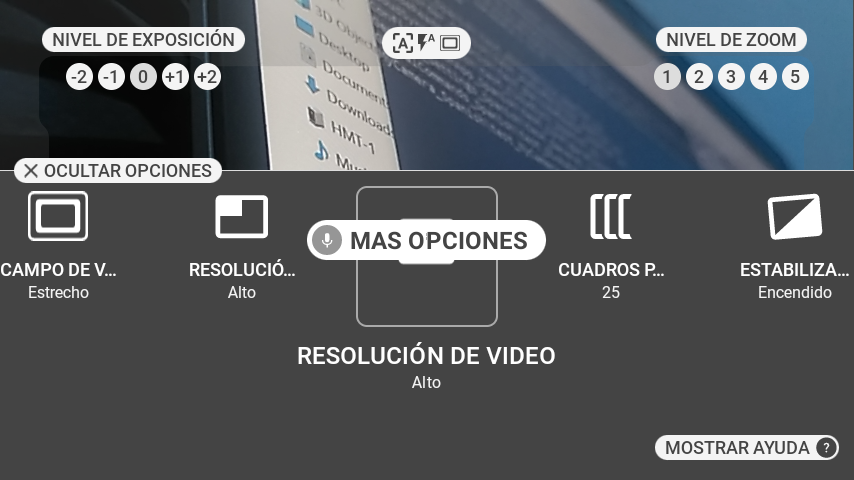 3D Objects
Desktop
NIVEL DE EXPOSICIÓN
A
A
NIVEL DE ZOOM
-2 -1 0 +1 +2
1 2 3 4 5
Document
Downloads
HMT-1
OCULTAR OPCIONES
MAS OPCIONES
CAMPO DE V...
Estrecho
RESOLUCIÓ...
Alto
CUADROS P...
25
ESTABILIZA...
Encendido
RESOLUCIÓN DE VIDEO
Alto
MOSTRAR AYUDA ?